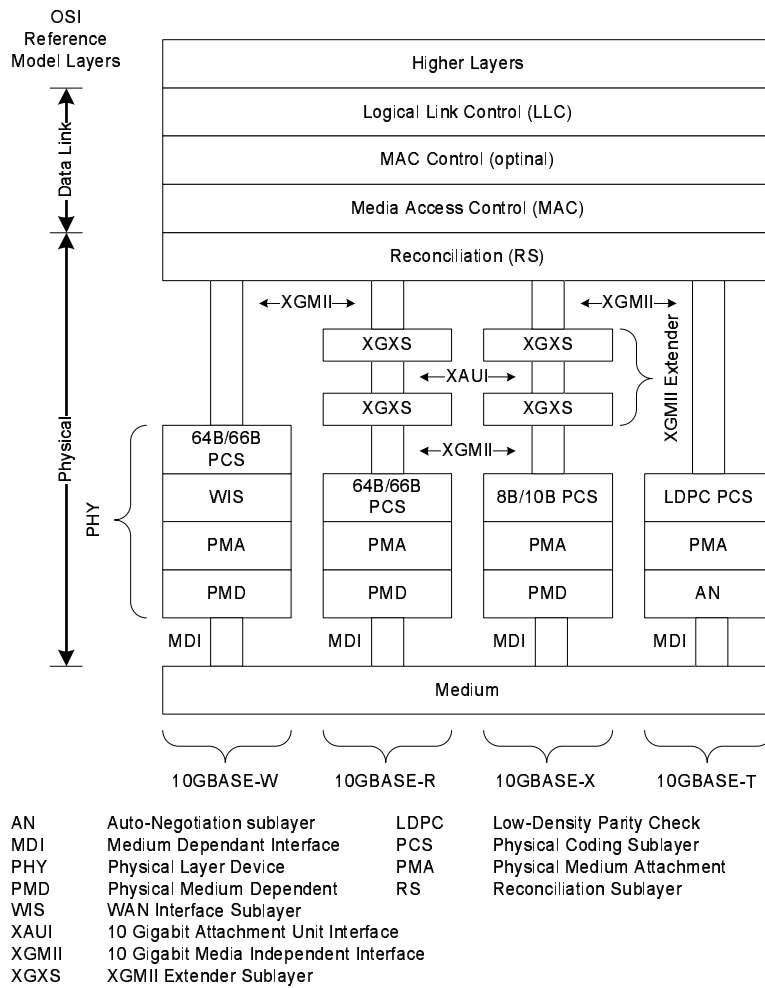 OSI
Reference
Model Layers
Higher Layers
Logical Link Control (LLC)
MAC Control (optinal)
Media Access Control (MAC)
Reconciliation (RS)
Data Link
Physical
XGMII
XGMII
XGXS
XGXS
XAUI
XGXS
XGXS
XGMII Extender
XGMII
PHY
64B/66B
PCS
WIS
PMA
PMD
64B/66B
PCS
PMA
PMD
8B/10B PCS
PMA
PMD
LDPC PCS
PMA
AN
MDI
MDI
MDI
MDI
Medium
10GBASE-W
10GBASE-R
10GBASE-X
10GBASE-T
AN Auto-Negotiation sublayer
MDI Medium Dependant Interface
PHY Physical Layer Device
PMD Physical Medium Dependent
WIS WAN Interface Sublayer
XAUI 10 Gigabit Attachment Unit Interface
XGMII 10 Gigabit Media Independent Interface
XGXS XGMII Extender Sublayer
LDPC Low-Density Parity Check
PCS Physical Coding Sublayer
PMA Physical Medium Attachment
RS Reconciliation Sublayer